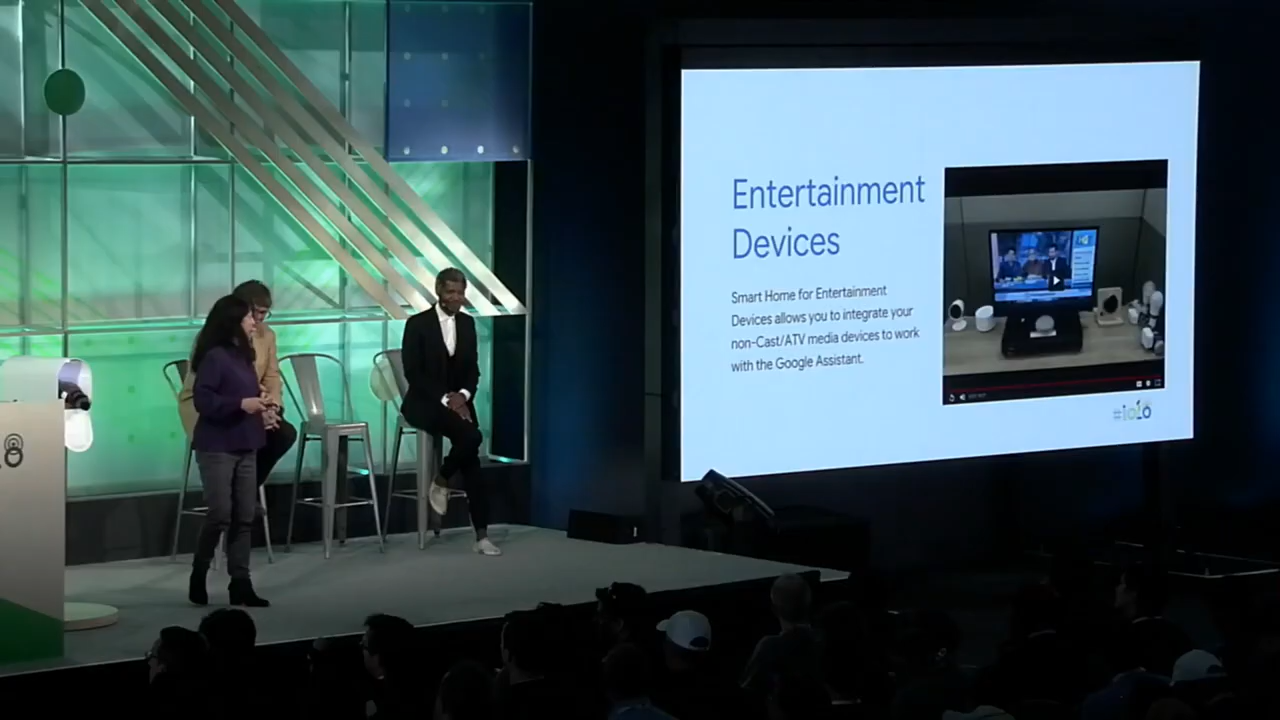 Entertainment
Devices
Smart Home for Entertainment
Devices allows you to integrate your
non-Cast/ATV media devices to work
with the Google Assistant.
#io18
8